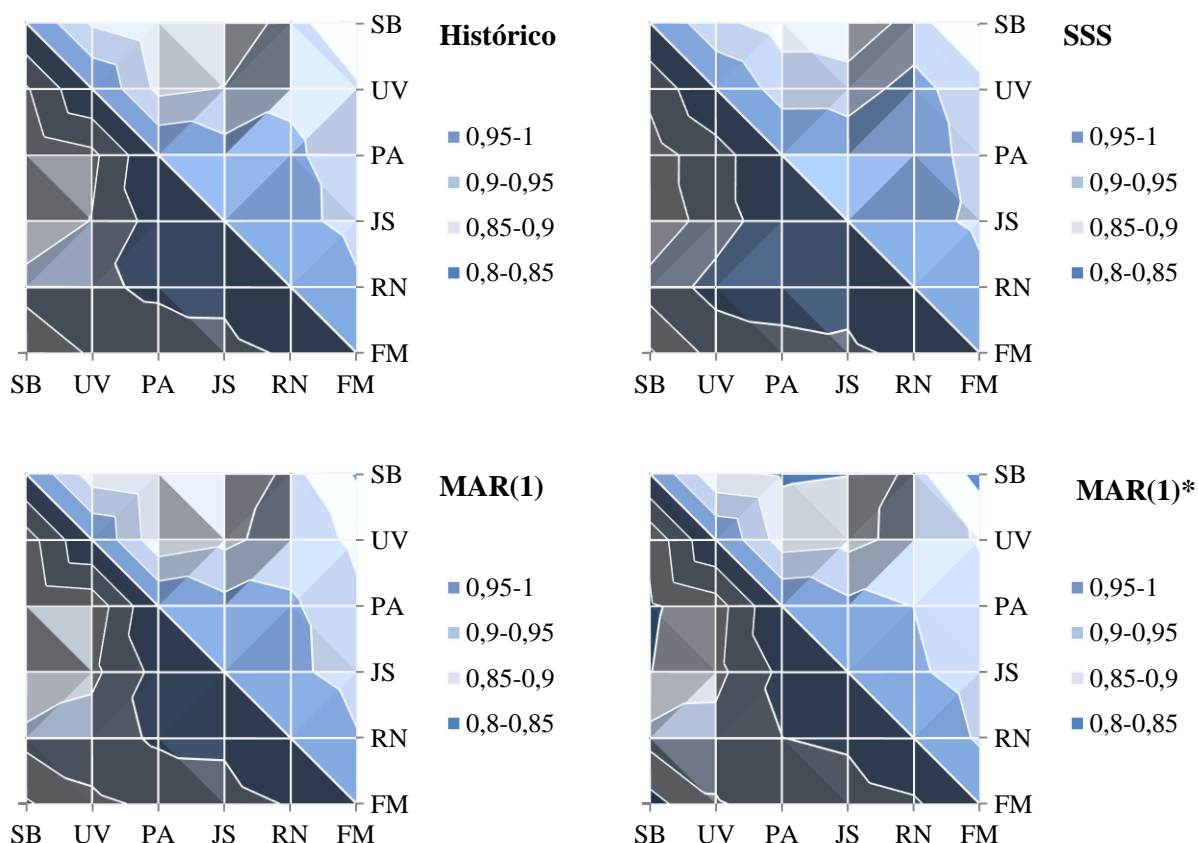 Histórico
SB
UV
PA
JS
RN
FM
0,95-1
0,9-0,95
0,85-0,9
0,8-0,85
SB UV PA JS RN FM
SSS
SB
UV
PA
JS
RN
FM
0,95-1
0,9-0,95
0,85-0,9
0,8-0,85
SB UV PA JS RN FM
MAR(1)
SB
UV
PA
JS
RN
FM
0,95-1
0,9-0,95
0,85-0,9
0,8-0,85
SB UV PA JS RN FM
MAR(1)*
SB
UV
PA
JS
RN
FM
0,95-1
0,9-0,95
0,85-0,9
0,8-0,85
SB UV PA JS RN FM